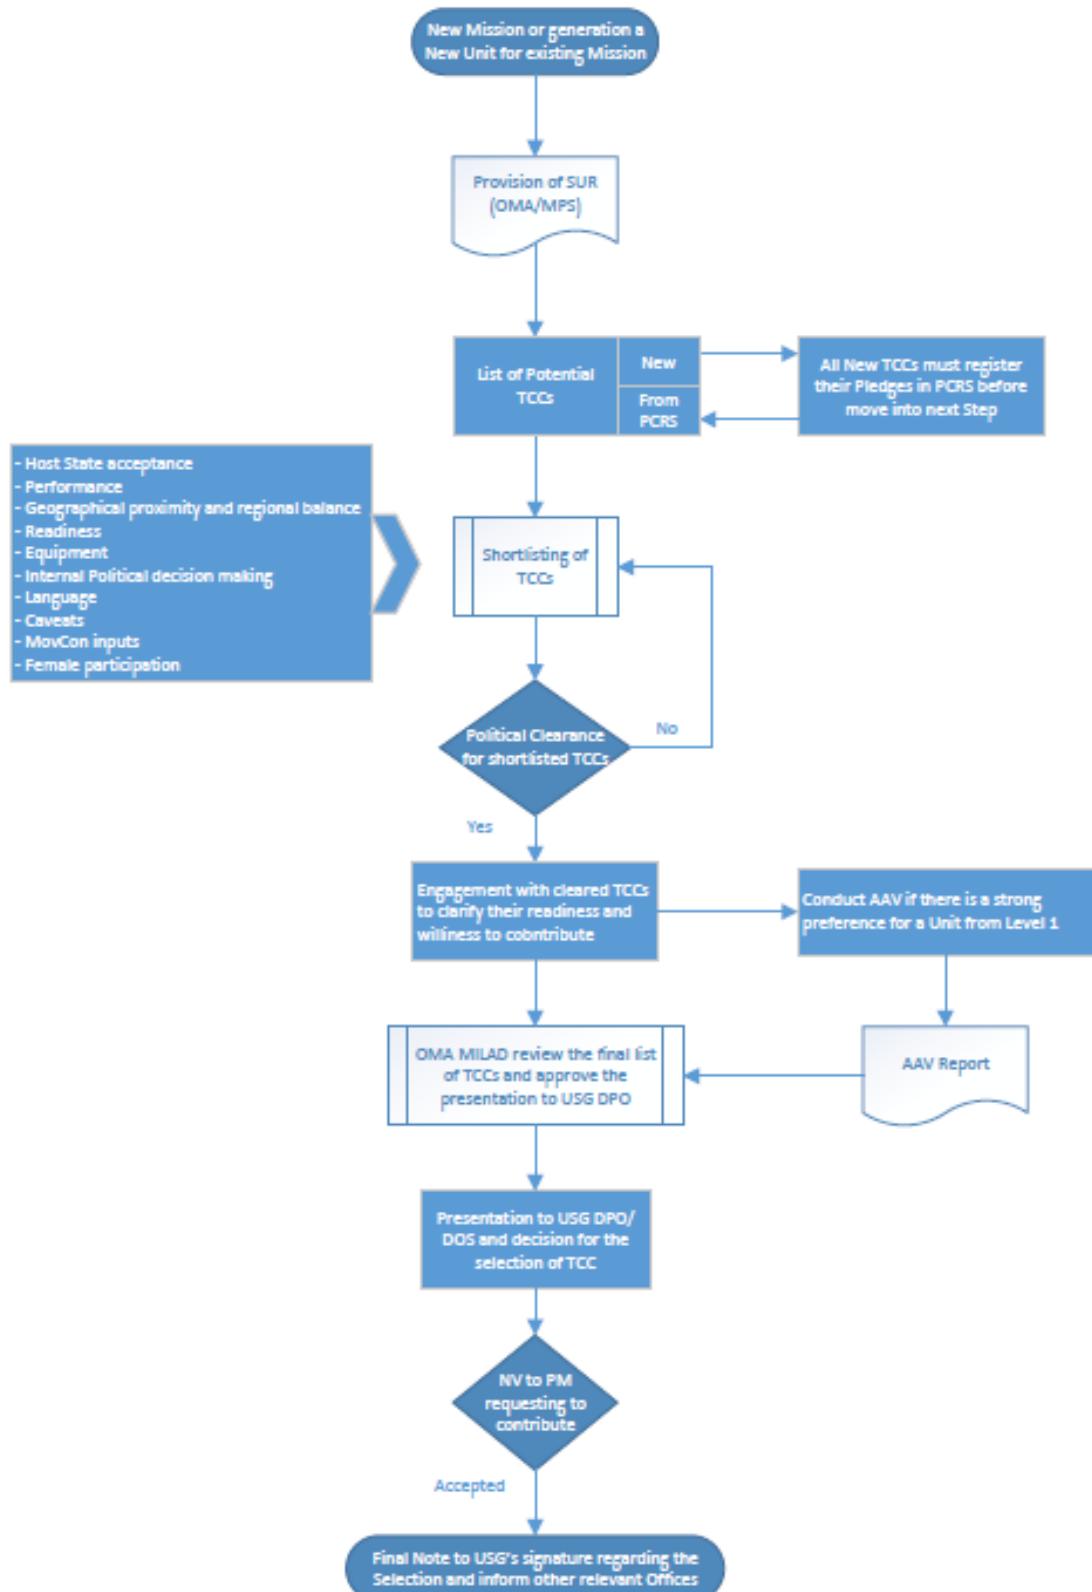 New Mission or generation a
New Unit for existing Mission
Provision of SUR
(OMA/MPS)
List of Potential
TCCs
New
From
PCRS
All New TCCs must register
their Pledges in PCRS before
move into next Step
- Host State acceptance
- Performance
- Geographical proximity and regional balance
- Readiness
- Equipment
- Internal Political decision making
- Language
- Caveats
- MovCon inputs
- Female participation
Shortlisting of
TCCs
Political Clearance
for shortlisted TCCs
No
Yes
Engagement with cleared TCCs
to clarify their readiness and
williness to cobntribute
Conduct AAV if there is a strong
preference for a Unit from Level 1
OMA MILAD review the final list
of TCCs and approve the
presentation to USG DPO
AAV Report
Presentation to USG DPO/
DOS and decision for the
selection of TCC
NV to PM
requesting to
contribute
Accepted
Final Note to USG's signature regarding the
Selection and inform other relevant Offices